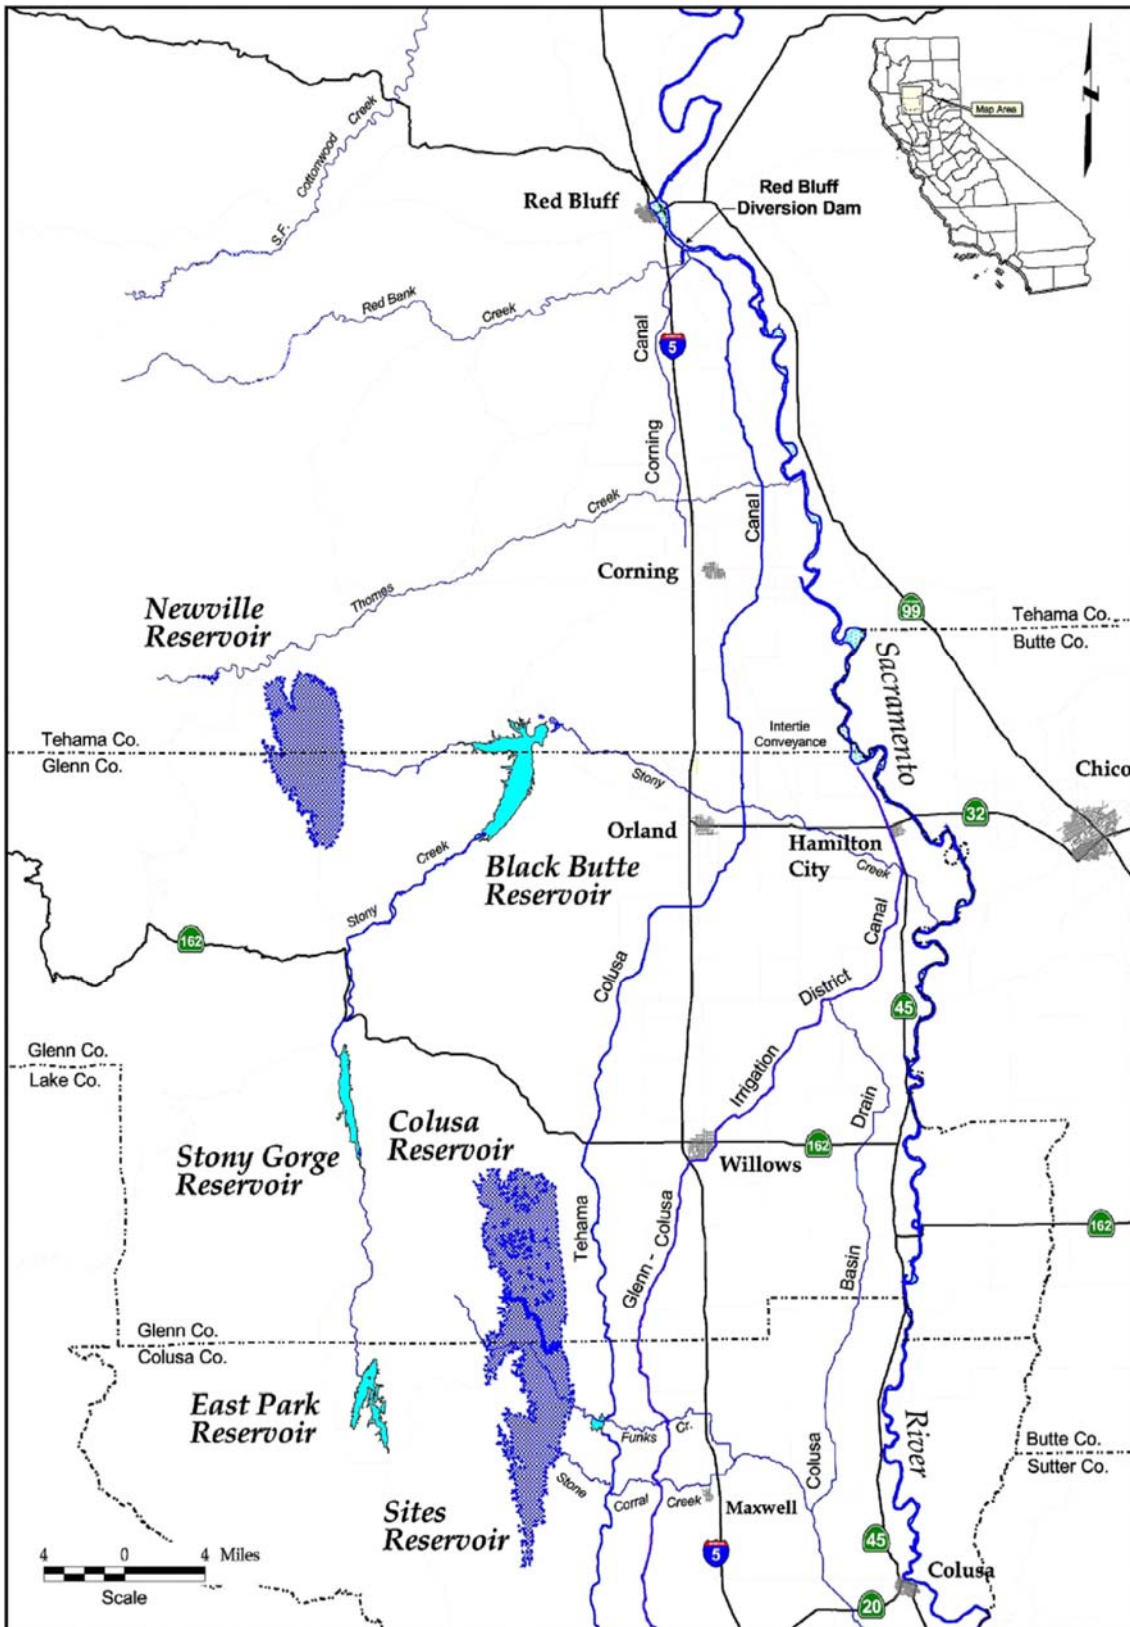 Cottonwood
Creek
S.F.
N
Map Area
Red Bluff
Red Bluff
Diversion Dam
Red Bank
Creek
Canal
5
Corning
Canal
Creek
Corning
Thomes
Newville
Reservoir
99
Tehama Co.
Butte Co.
Sacramento
Tehama Co.
Glenn Co.
Intertie
Conveyance
Stony
Chico
Orland
Hamilton
City
32
Creek
Black Butte
Reservoir
Creek
Stony
162
Canal
Colusa
District
45
Glenn Co.
Lake Co.
Irrigation
Drain
Colusa
Reservoir
Stony Gorge
Reservoir
Willows
162
162
Tehama
Glenn - Colusa
Basin
Glenn Co.
Colusa Co.
East Park
Reservoir
Funks
Cr.
River
Butte Co.
Sutter Co.
Colusa
Stone
Corral
Creek
Maxwell
Sites
Reservoir
45
5
4 0 4 Miles
Scale
Colusa
20